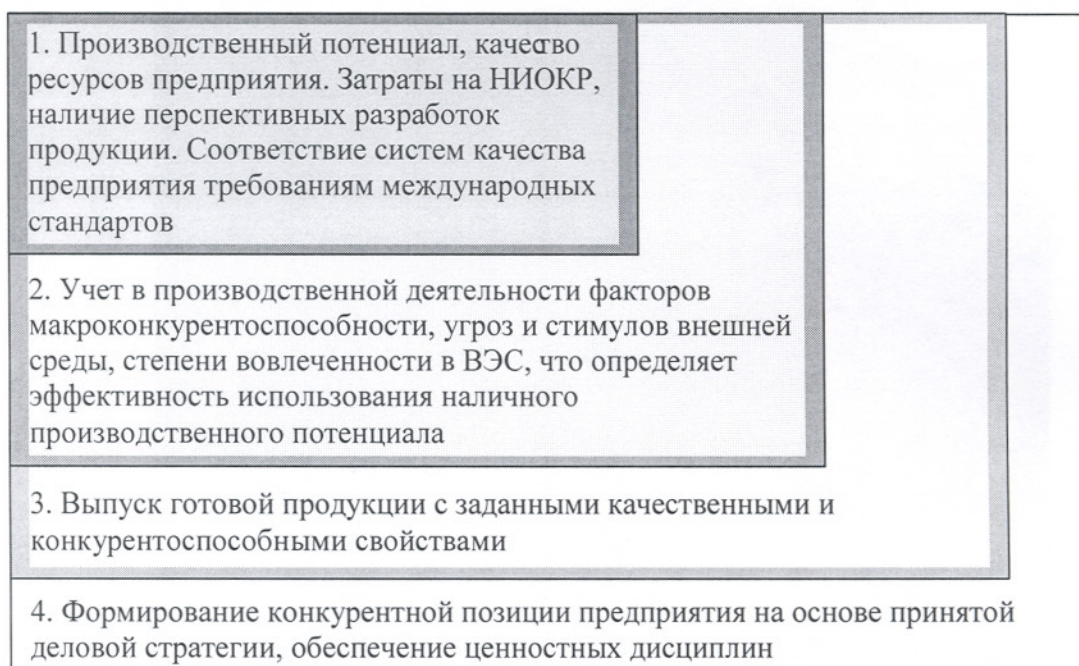 1. Производственный потенциал, качество
ресурсов предприятия. Затраты на НИОКР,
наличие перспективных разработок
продукции. Соответствие систем качества
предприятия требованиям международных
стандартов
2. Учет в производственной деятельности факторов
макроконкурентоспособности, угроз и стимулов внешней
среды, степени вовлеченности в ВЭС, что определяет
эффективность использования наличного
производственного потенциала
3. Выпуск готовой продукции с заданными качественными и
конкурентоспособными свойствами
4. Формирование конкурентной позиции предприятия на основе принятой
деловой стратегии, обеспечение ценностных дисциплин